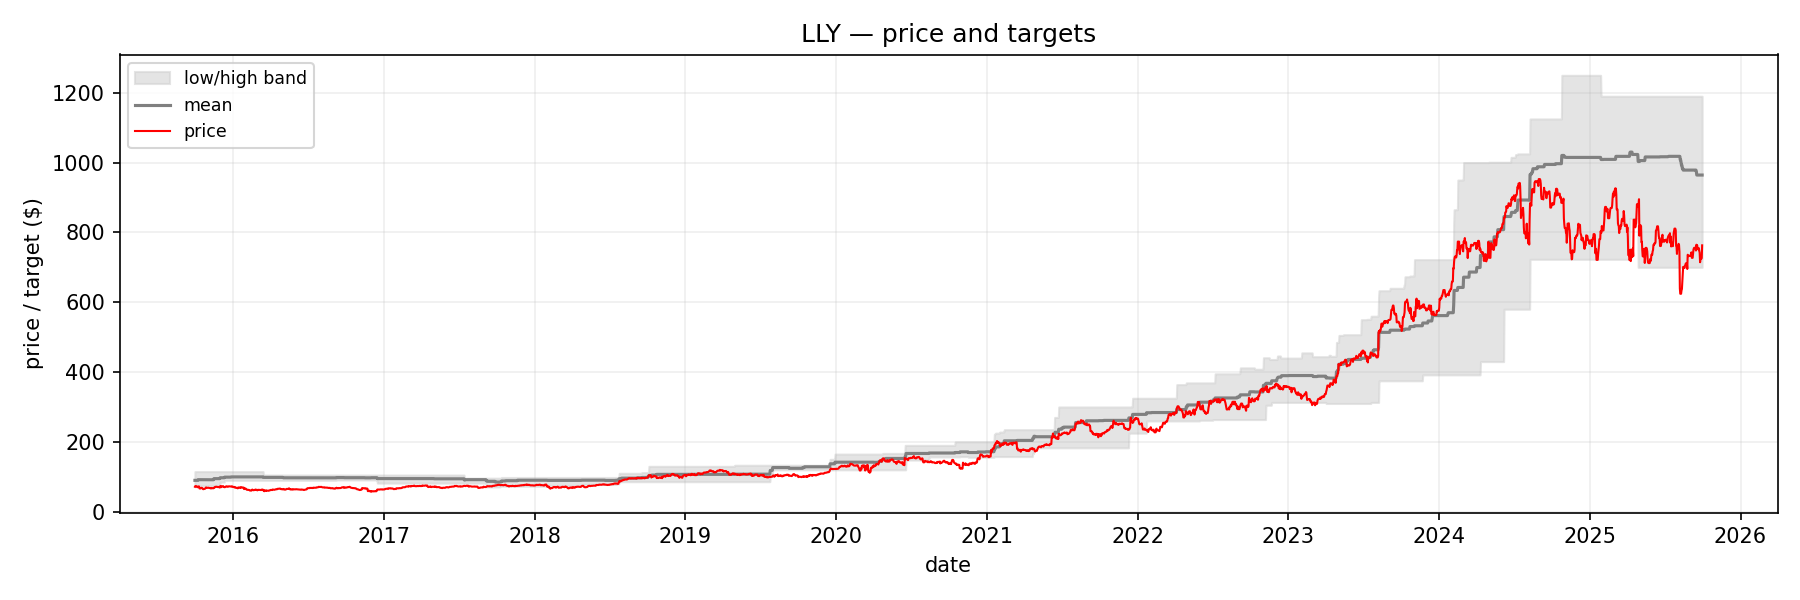 LLY — price and targets
low/high band
mean
price
price / target ($)
1200
1000
800
600
400
200
0
2016 2017 2018 2019 2020 2021 2022 2023 2024 2025 2026
date